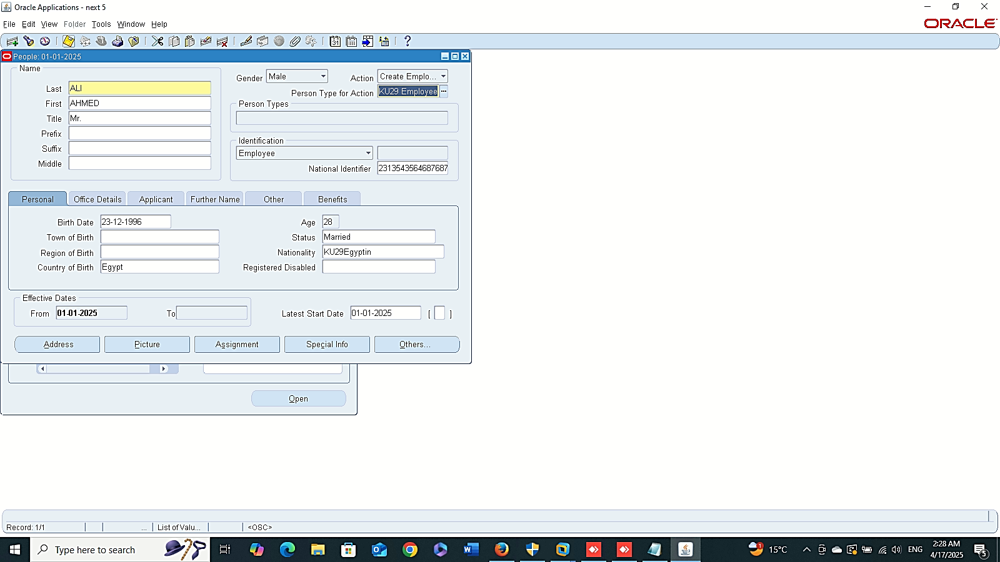 Oracle Applications - next 5
File Edit View Folder Tools Window Help
ORACLE
People: 01-01-2025
Name
Last ALI
First AHMED
Title Mr.
Prefix
Suffix
Middle
Gender Male
Action Create Emplo...
Person Type for Action KU29 Employee ...
Person Types
Identification
Employee
National Identifier 2313543564687687
Personal Office Details Applicant Further Name Other Benefits
Birth Date 23-12-1996
Age 28
Town of Birth
Status Married
Region of Birth
Nationality KU29Egyptin
Country of Birth Egypt
Registered Disabled
Effective Dates
From 01-01-2025 To
Latest Start Date 01-01-2025 [ ]
Address Picture Assignment Special Info Others...
Open
Record: 1/1 ... List of Valu... <OSC>
Type here to search
1 15°C ENG 2:28 AM
4/17/2025 5